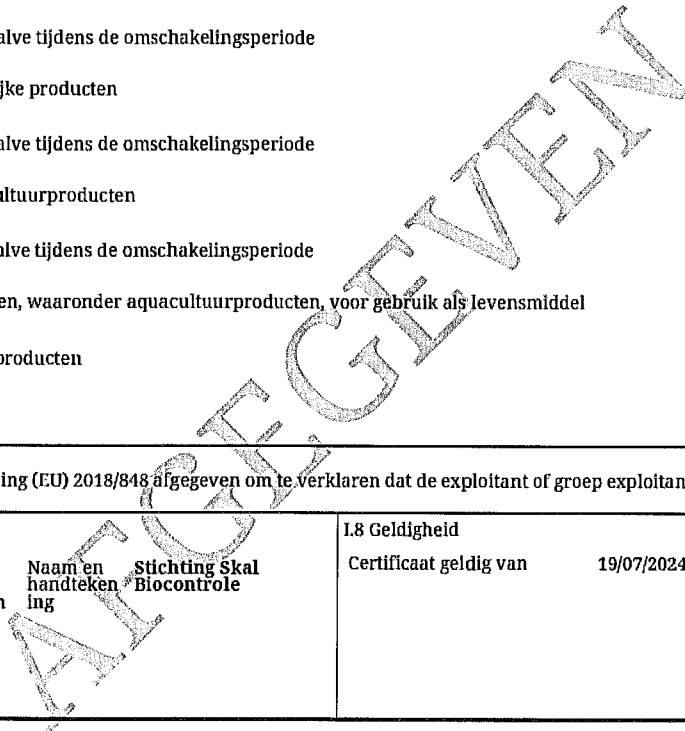 alve tijdens de omschakelingsperiode
jke producten
alve tijdens de omschakelingsperiode
ultuurproducten
alve tijdens de omschakelingsperiode
en, waaronder aquacultuurproducten, voor gebruik als levensmiddel
producten
ing (EU) 2018/848 afgegeven om te verklaren dat de exploitant of groep exploitan
Naam en
handteken
ing
Stichting Skal
Biocontrole
I.8 Geldigheid
Certificaat geldig van 19/07/2024
AFGEGEVEN